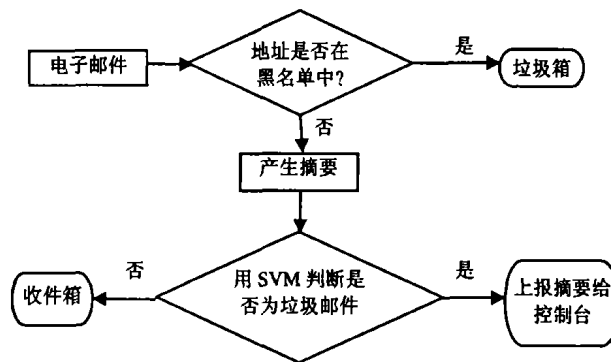 电子邮件
地址是否在
黑名单中?
是
垃圾箱
否
产生摘要
否
收件箱
用 SVM 判断是
否为垃圾邮件
是
上报摘要给
控制台